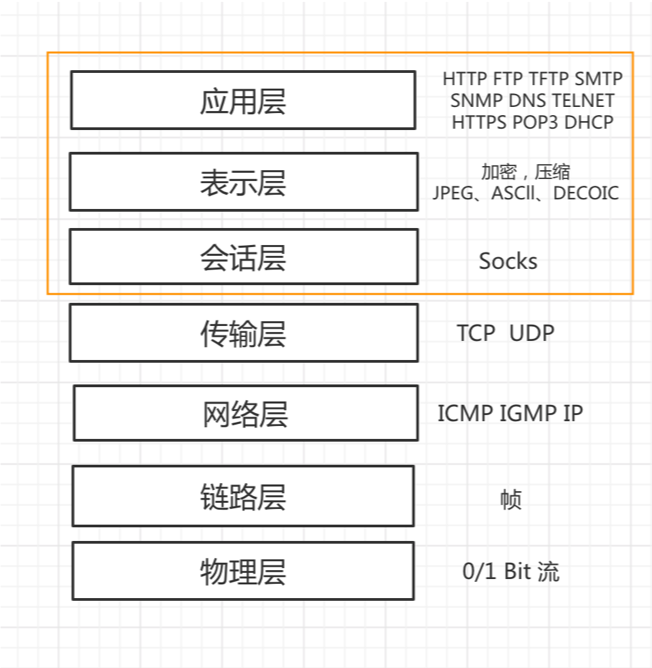 应用层
HTTP FTP TFTP SMTP
SNMP DNS TELNET
HTTPS POP3 DHCP
表示层
加密，压缩
JPEG、ASCll、DECOIC
会话层
Socks
传输层
TCP UDP
网络层
ICMP IGMP IP
链路层
帧
物理层
0/1 Bit 流